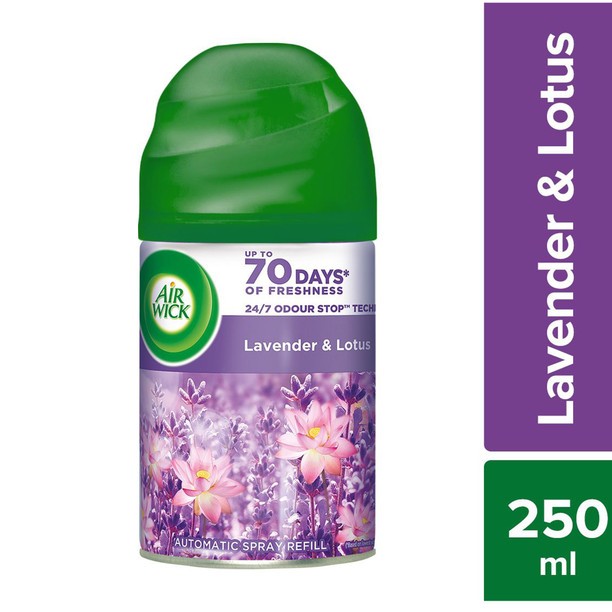 UP TO
70 DAYS*
OF FRESHNESS
24/7 ODOUR STOP™
AIR
WICK
Lavender & Lotus
AUTOMATIC SPRAY REFILL
Lavender & Lotus
250
ml